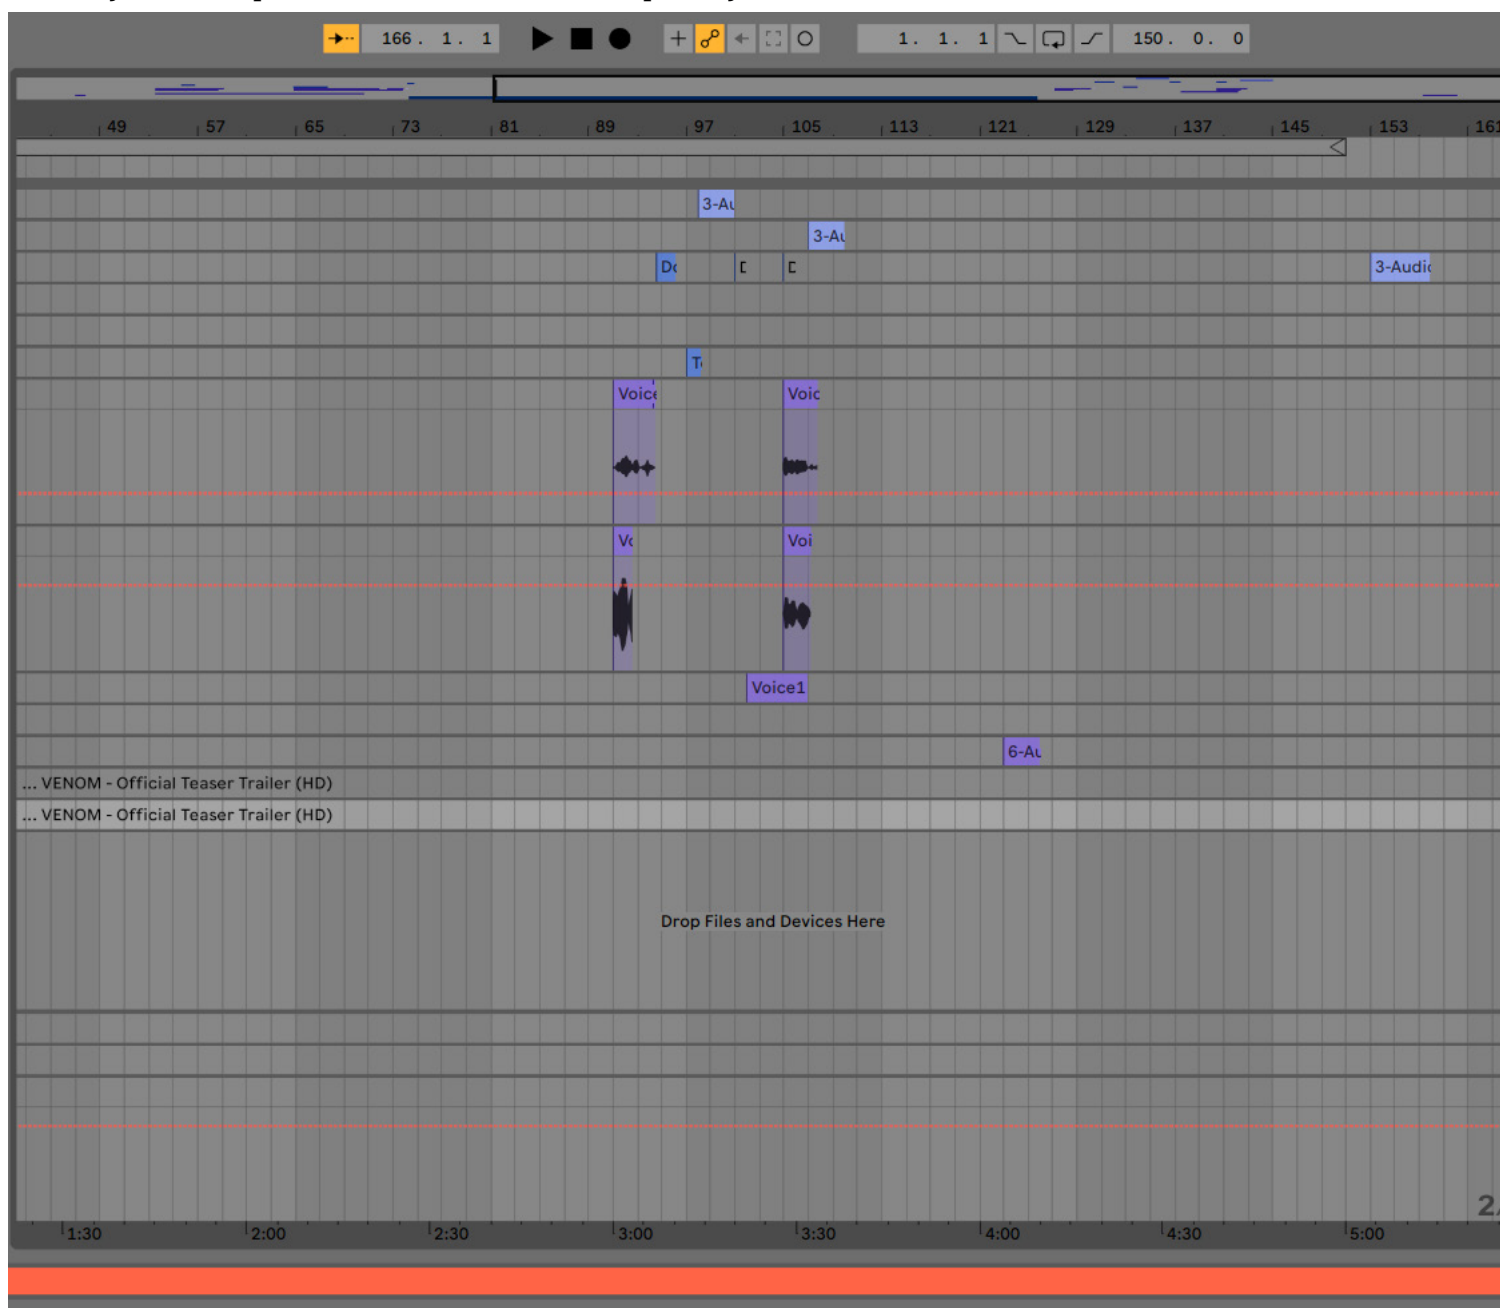 166. 1. 1 1. 1. 1 150. 0. 0
49 57 65 73 81 89 97 105 113 121 129 137 145 153 161
3-Au
3-Au
Do 3-Audio
Voice Voic
Vo Voi
Voice1
6-Au
... VENOM - Official Teaser Trailer (HD)
... VENOM - Official Teaser Trailer (HD)
Drop Files and Devices Here
1:30 2:00 2:30 3:00 3:30 4:00 4:30 5:00